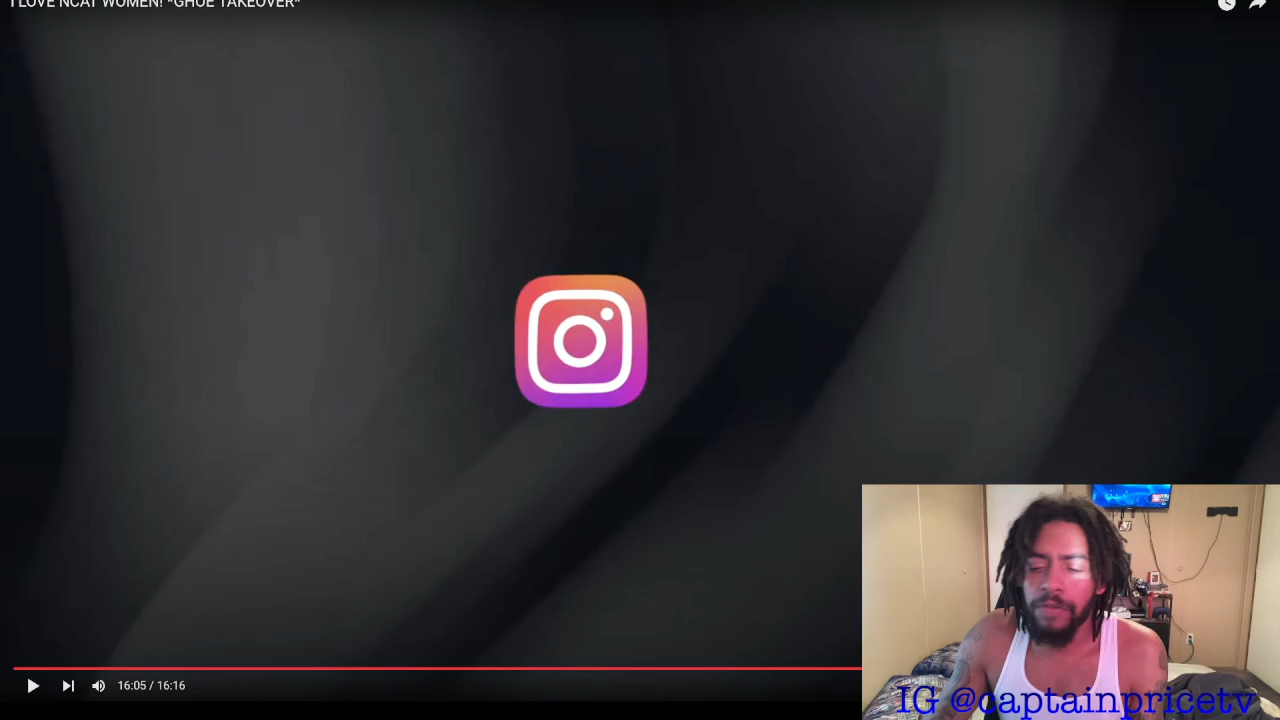 I LOVE NCAT WOMEN! *GHOE TAKEOVER*
16:05 / 16:16
IG @captainpricetv